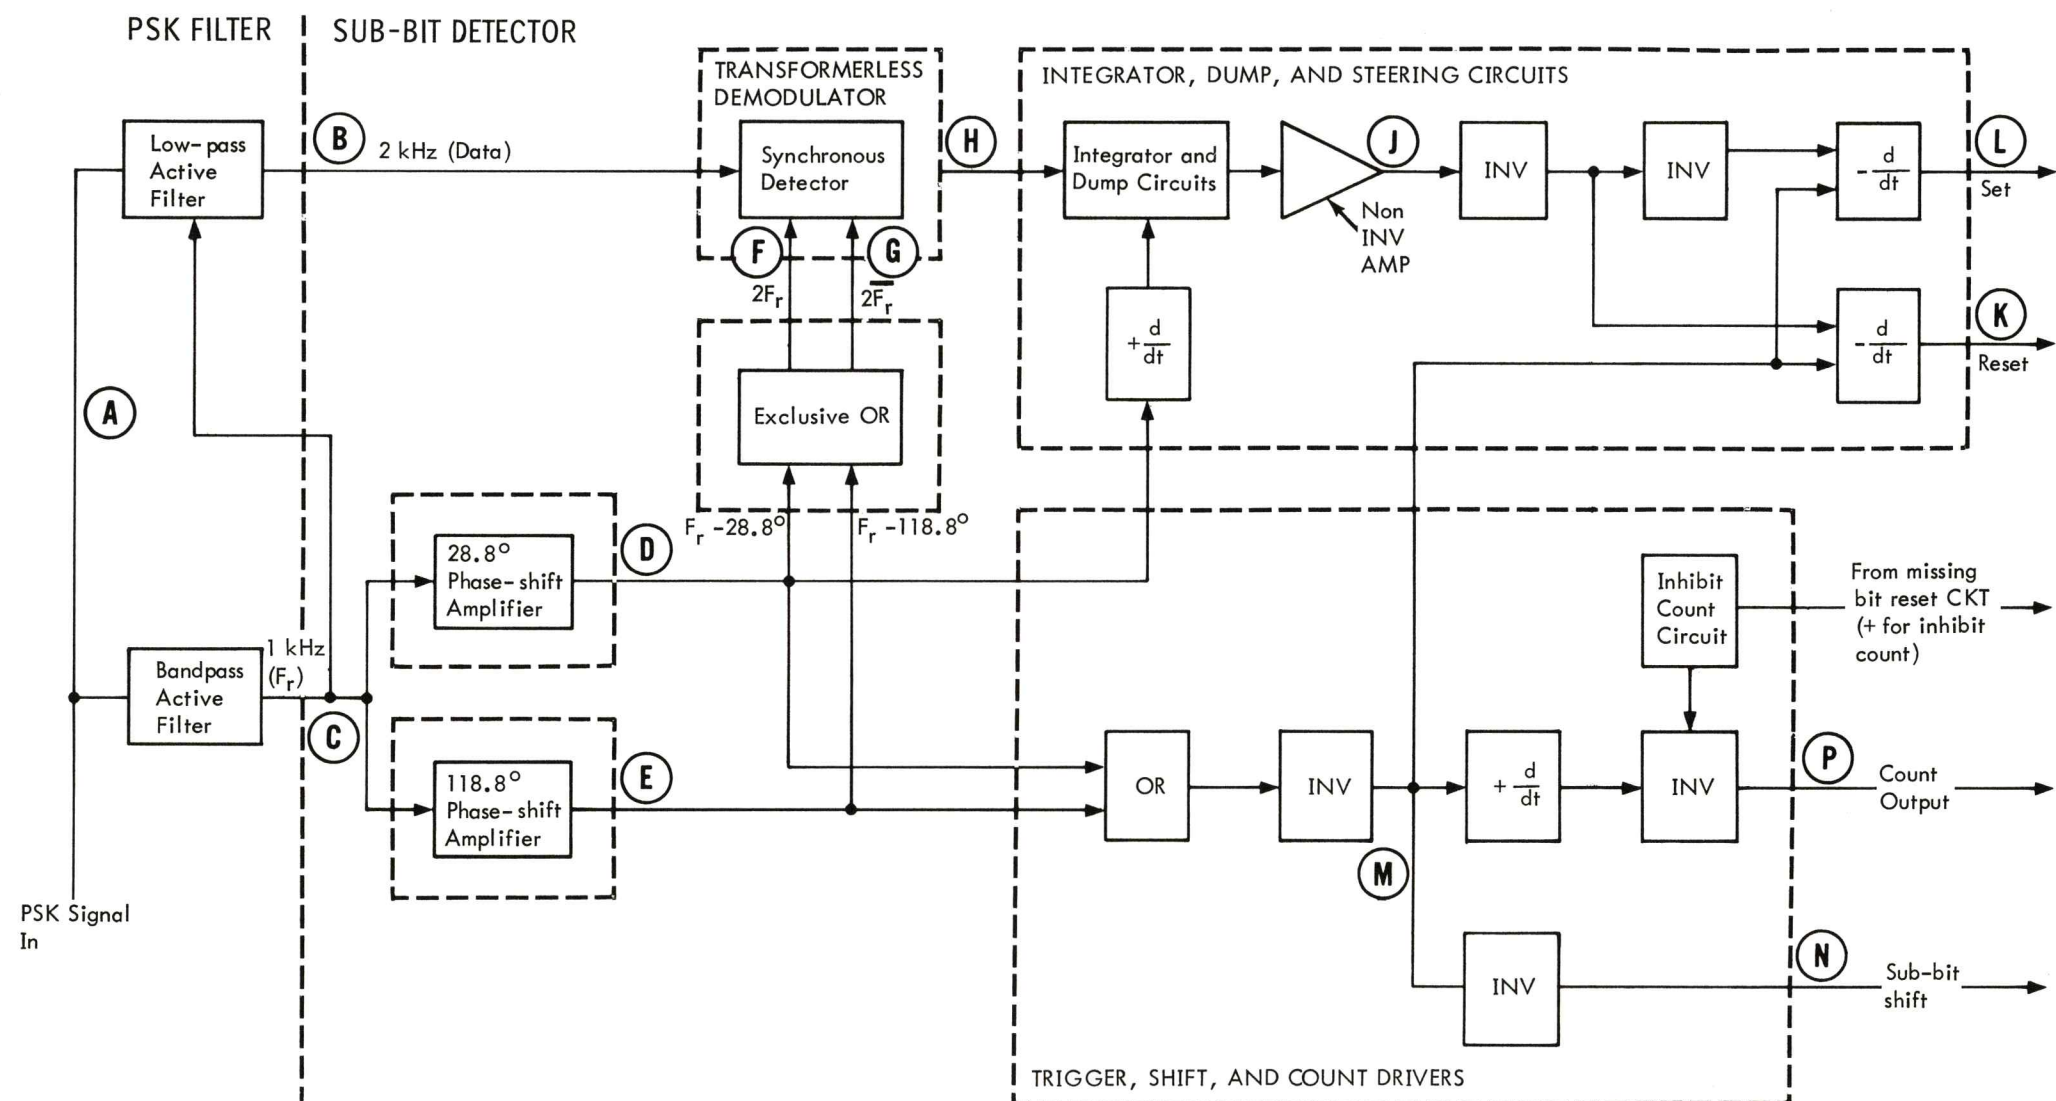 PSK FILTER
SUB-BIT DETECTOR
TRANSFORMERLESS
DEMODULATOR
INTEGRATOR, DUMP, AND STEERING CIRCUITS
Low-pass
Active
Filter
B
2 kHz (Data)
Synchronous
Detector
H
Integrator and
Dump Circuits
J
Non
INV
AMP
INV
INV
- d
dt
L
Set
F
G
2Fr
2F̅r
+ d
dt
- d
dt
K
Reset
A
Exclusive OR
Fr -28.8°
Fr -118.8°
28.8°
Phase-shift
Amplifier
D
Bandpass
Active
Filter
1 kHz
(Fr)
C
118.8°
Phase-shift
Amplifier
E
Inhibit
Count
Circuit
From missing
bit reset CKT
(+ for inhibit
count)
OR
INV
+ d
dt
INV
P
Count
Output
M
INV
N
Sub-bit
shift
PSK Signal
In
TRIGGER, SHIFT, AND COUNT DRIVERS